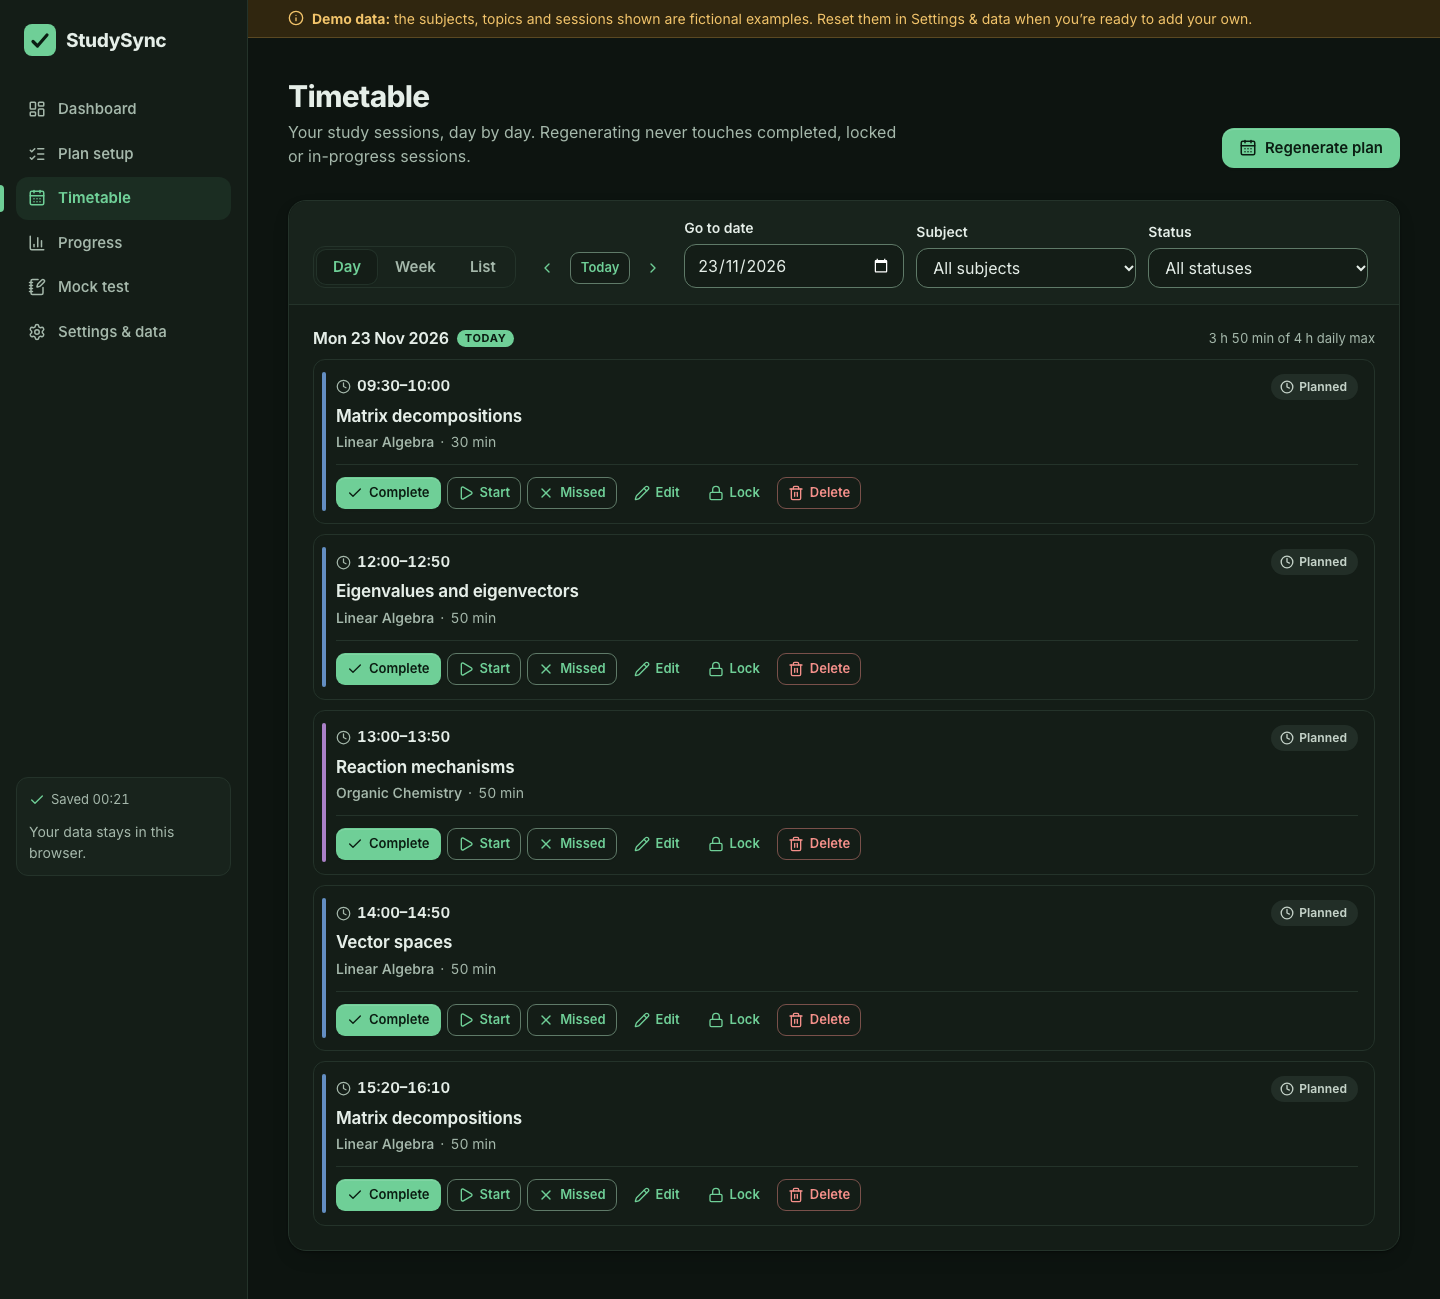 StudySync
Dashboard
Plan setup
Timetable
Progress
Mock test
Settings & data
Saved 00:21
Your data stays in this
browser.
Demo data: the subjects, topics and sessions shown are fictional examples. Reset them in Settings & data when you’re ready to add your own.
Timetable
Your study sessions, day by day. Regenerating never touches completed, locked
or in-progress sessions.
Regenerate plan
Day Week List
Today
Go to date
23/11/2026
Subject
All subjects
Status
All statuses
Mon 23 Nov 2026 TODAY
3 h 50 min of 4 h daily max
09:30–10:00
Planned
Matrix decompositions
Linear Algebra · 30 min
Complete Start Missed Edit Lock Delete
12:00–12:50
Planned
Eigenvalues and eigenvectors
Linear Algebra · 50 min
Complete Start Missed Edit Lock Delete
13:00–13:50
Planned
Reaction mechanisms
Organic Chemistry · 50 min
Complete Start Missed Edit Lock Delete
14:00–14:50
Planned
Vector spaces
Linear Algebra · 50 min
Complete Start Missed Edit Lock Delete
15:20–16:10
Planned
Matrix decompositions
Linear Algebra · 50 min
Complete Start Missed Edit Lock Delete